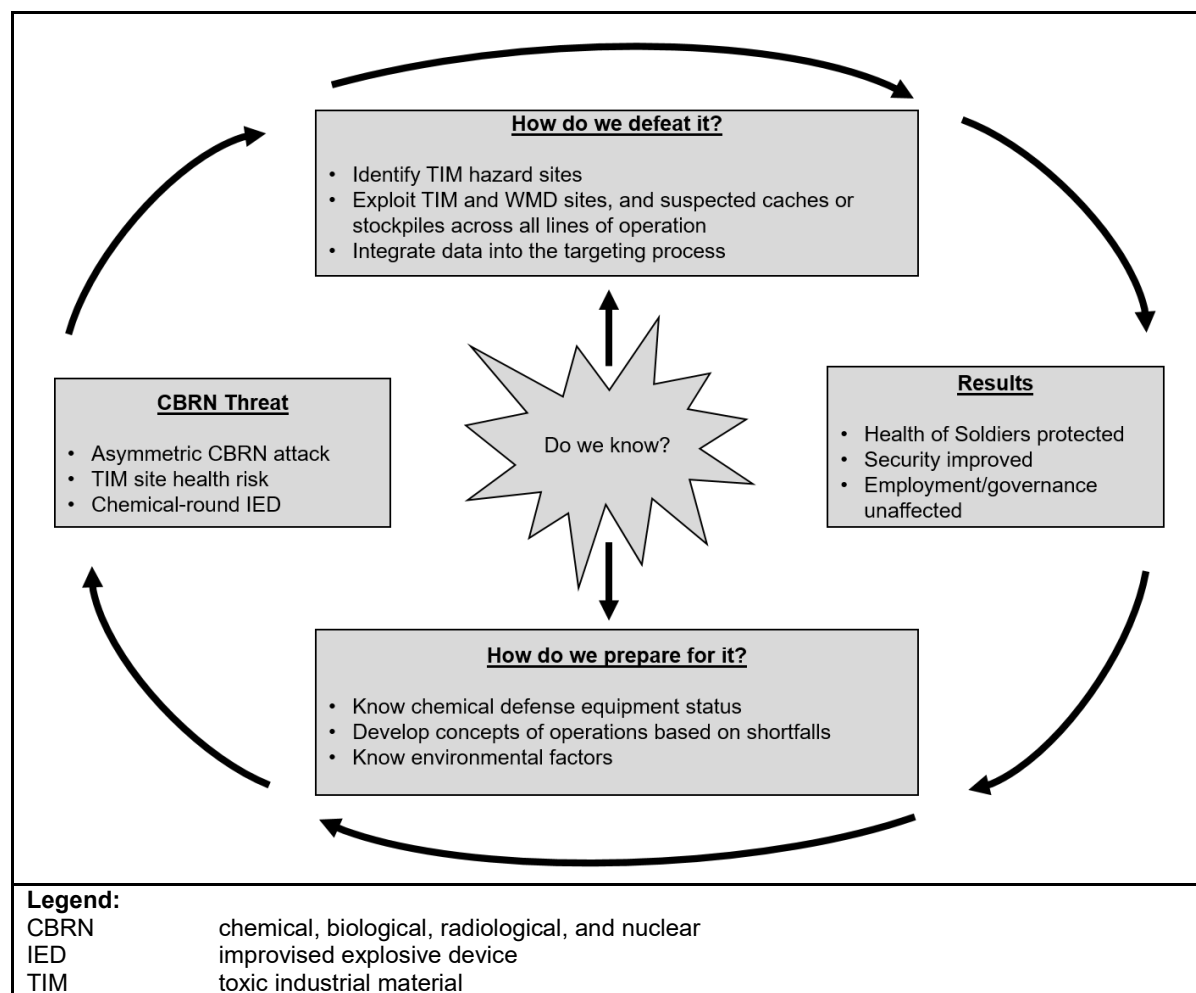 How do we defeat it?
• Identify TIM hazard sites
• Exploit TIM and WMD sites, and suspected caches or
stockpiles across all lines of operation
• Integrate data into the targeting process
CBRN Threat
• Asymmetric CBRN attack
• TIM site health risk
• Chemical-round IED
Do we know?
Results
• Health of Soldiers protected
• Security improved
• Employment/governance
unaffected
How do we prepare for it?
• Know chemical defense equipment status
• Develop concepts of operations based on shortfalls
• Know environmental factors
Legend:
CBRN chemical, biological, radiological, and nuclear
IED improvised explosive device
TIM toxic industrial material